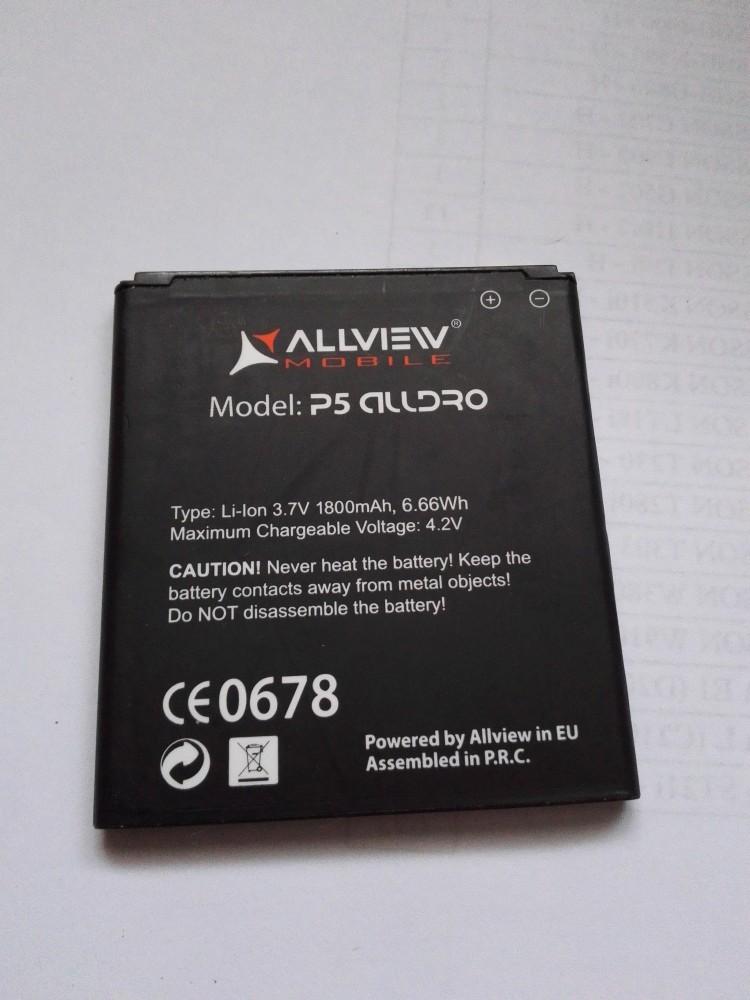 ALLVIEW®
MOBILE
Model: P5 ALLDRO
Type: Li-Ion 3.7V 1800mAh, 6.66Wh
Maximum Chargeable Voltage: 4.2V
CAUTION! Never heat the battery! Keep the
battery contacts away from metal objects!
Do NOT disassemble the battery!
CE0678
Powered by Allview in EU
Assembled in P.R.C.